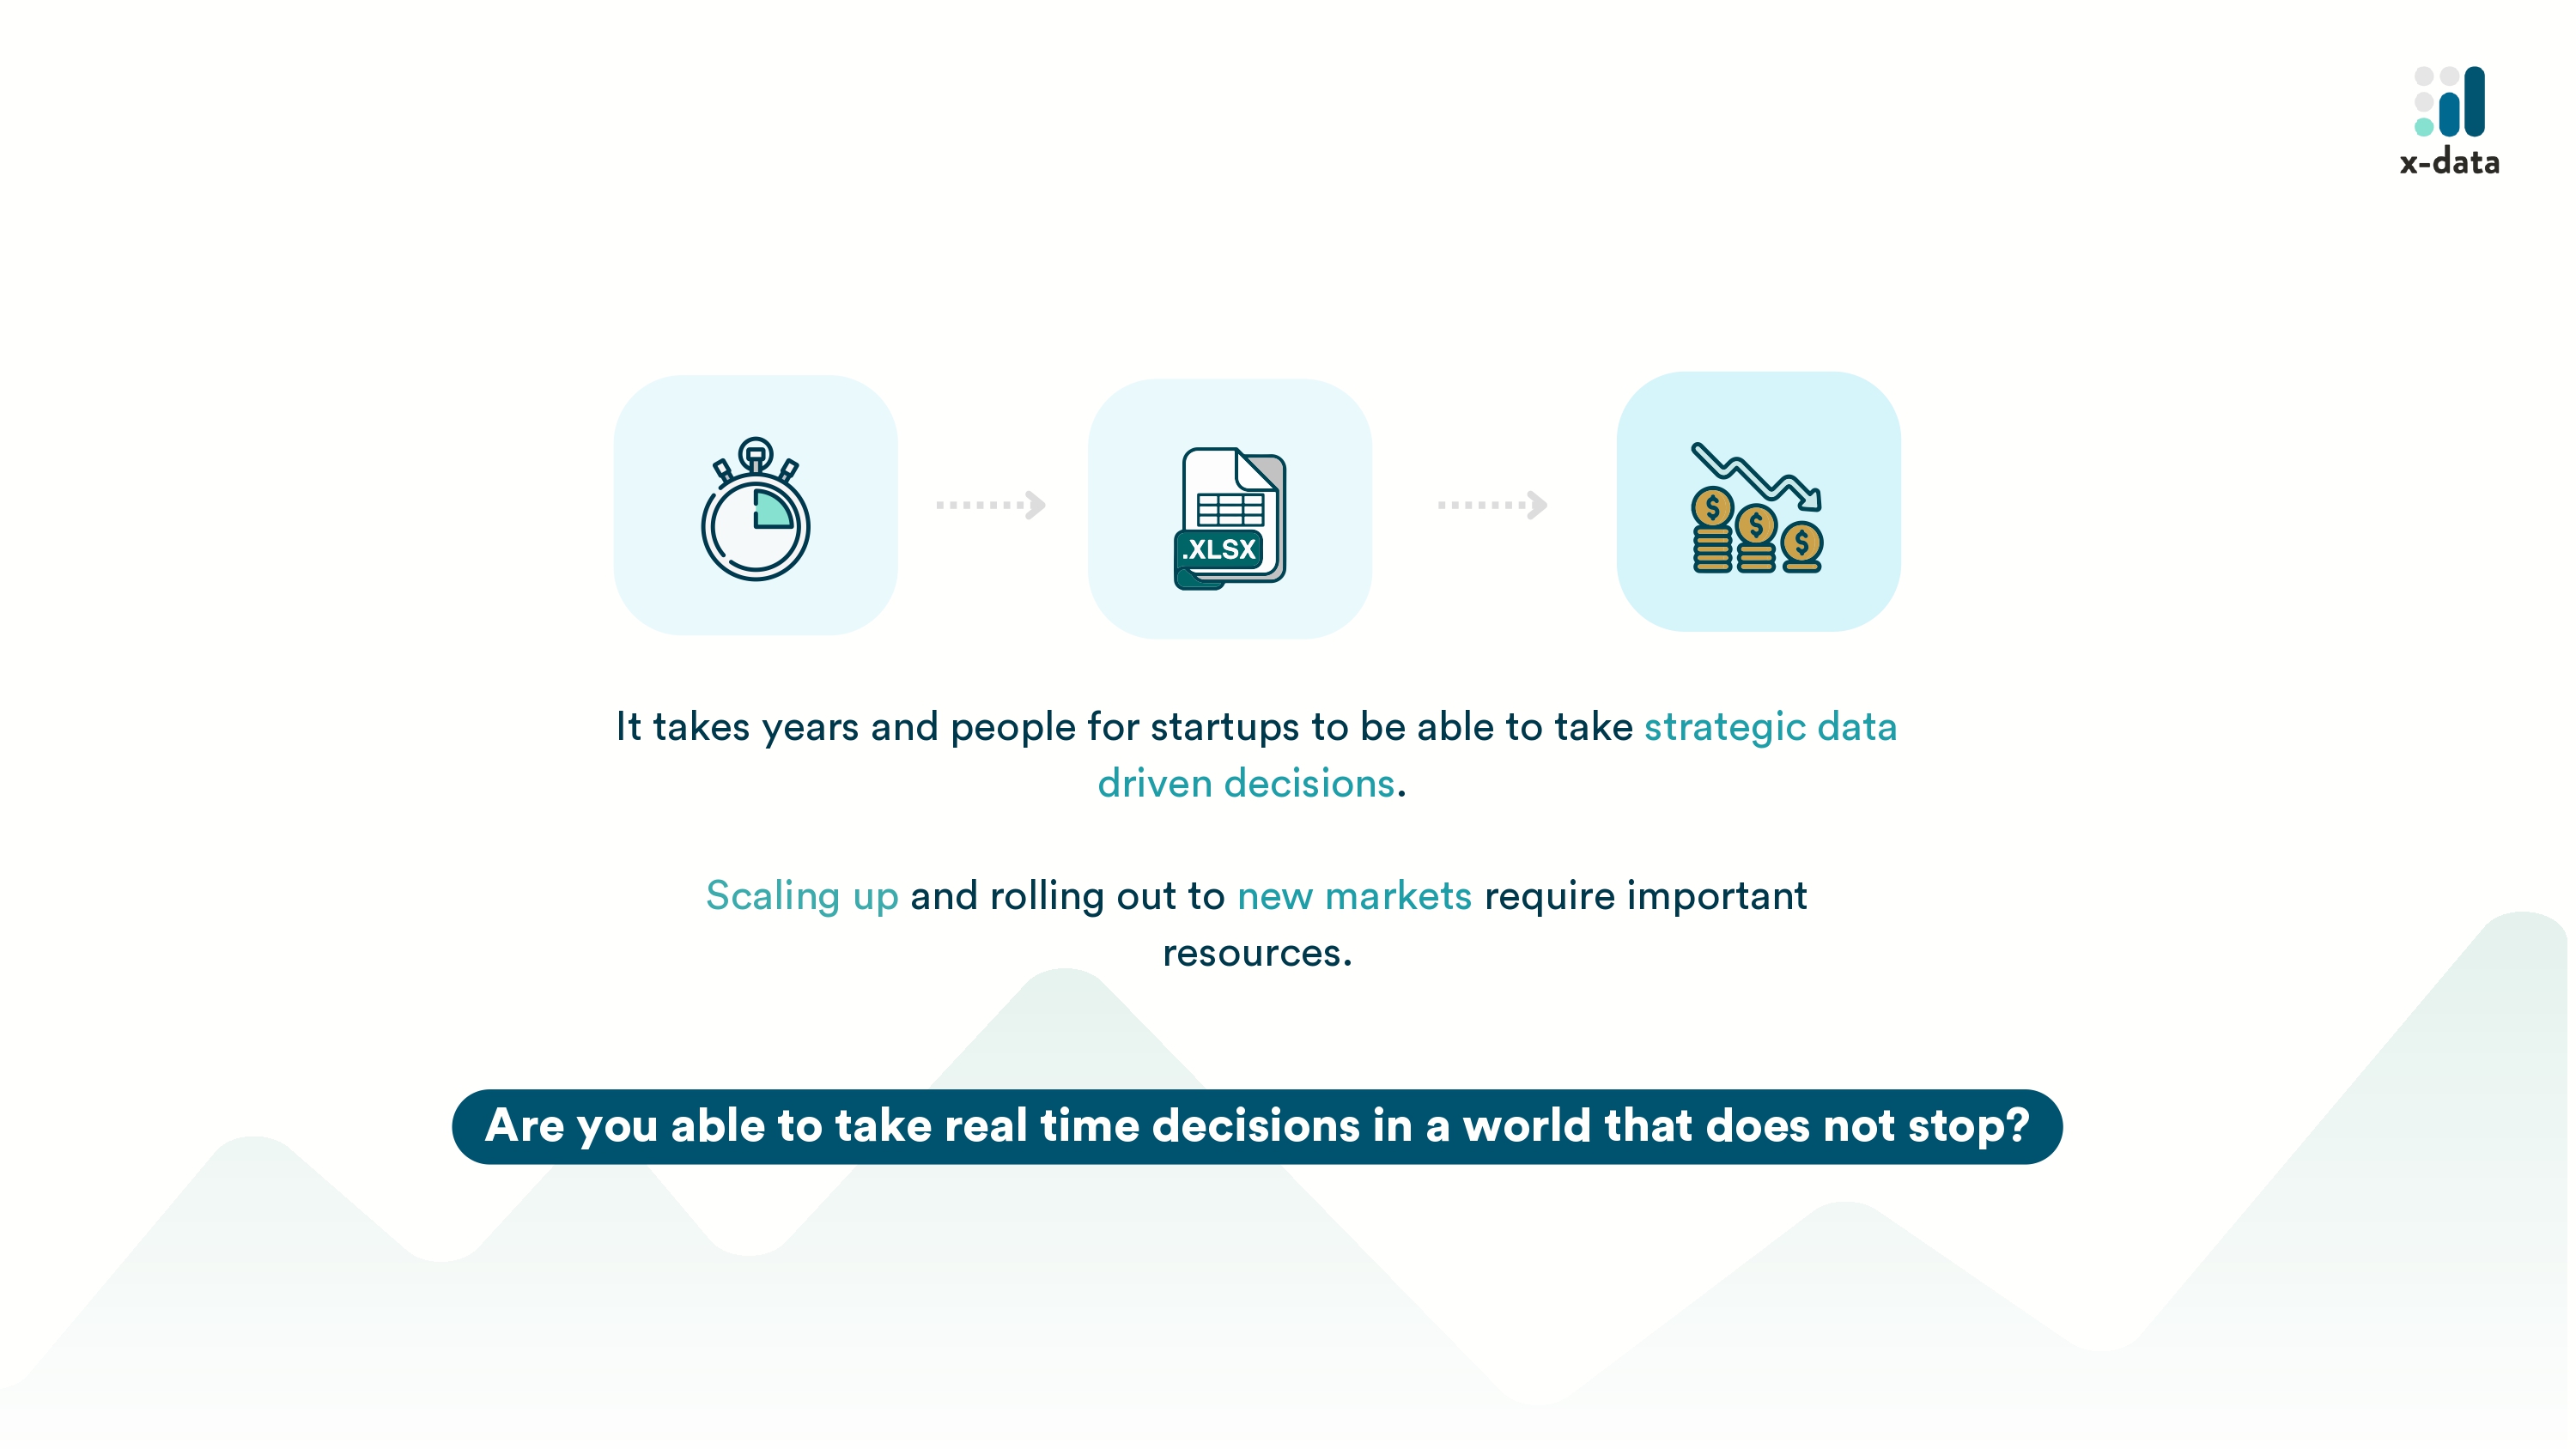 x-data
.XLSX
It takes years and people for startups to be able to take strategic data
driven decisions.
Scaling up and rolling out to new markets require important
resources.
Are you able to take real time decisions in a world that does not stop?